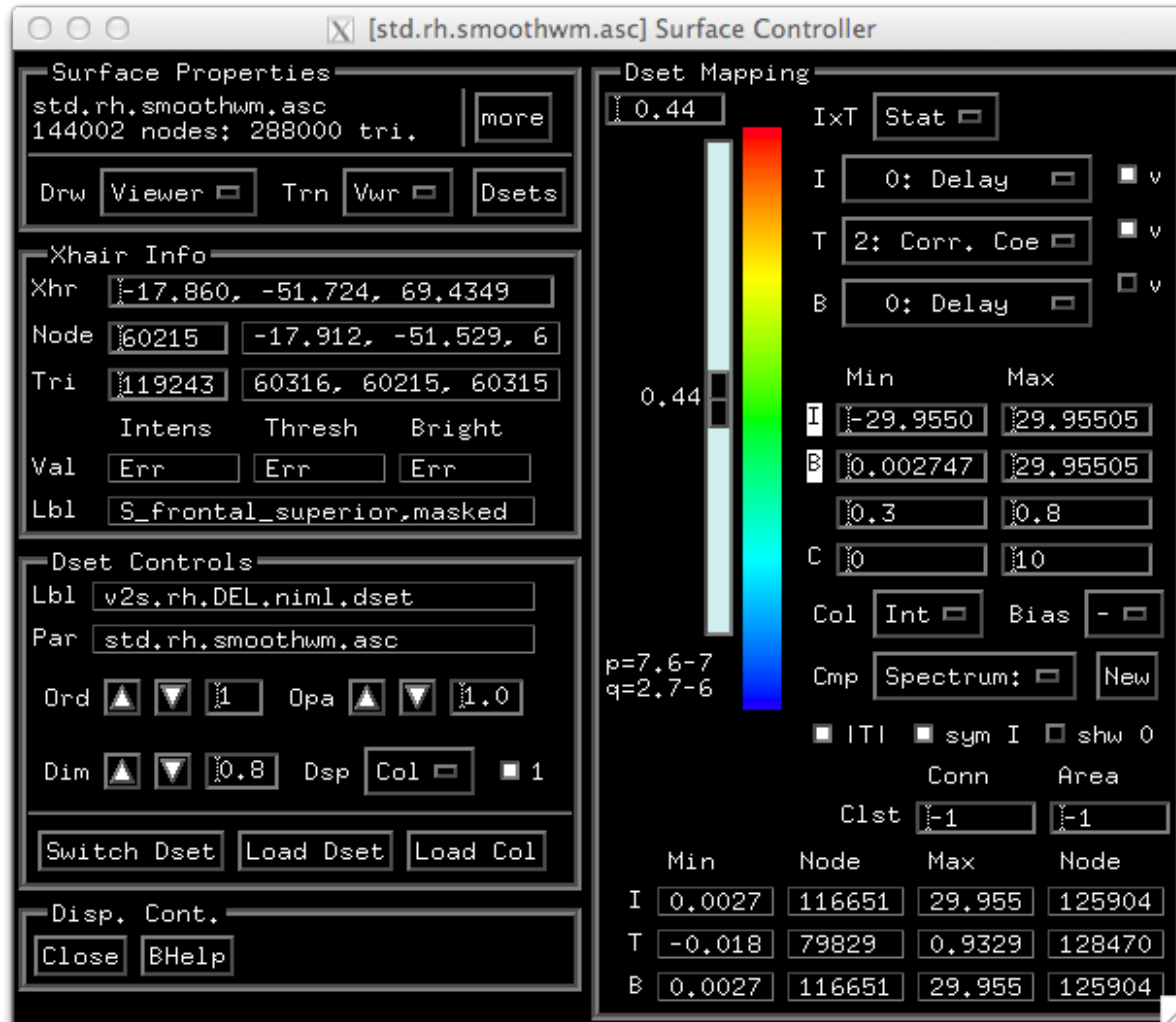 [std.rh.smoothwm.asc] Surface Controller
Surface Properties
std.rh.smoothwm.asc
144002 nodes: 288000 tri.
more
Drw Viewer Trn Vwr Dsets
Xhair Info
Xhr -17.860, -51.724, 69.4349
Node 60215 -17.912, -51.529, 6
Tri 119243 60316, 60215, 60315
Intens Thresh Bright
Val Err Err Err
Lbl S_frontal_superior,masked
Dset Controls
Lbl v2s.rh.DEL.niml.dset
Par std.rh.smoothwm.asc
Ord 1 Opa 1.0
Dim 0.8 Dsp Col 1
Switch Dset Load Dset Load Col
Disp. Cont.
Close BHelp
Dset Mapping
0.44
0.44
p=7.6-7
q=2.7-6
IxT Stat
I 0: Delay v
T 2: Corr. Coe v
B 0: Delay v
Min Max
I -29.9550 29.95505
B 0.002747 29.95505
0.3 0.8
C 0 10
Col Int Bias -
Cmp Spectrum: New
|T| sym I shw 0
Conn Area
Clst -1 -1
Min Node Max Node
I 0.0027 116651 29.955 125904
T -0.018 79829 0.9329 128470
B 0.0027 116651 29.955 125904